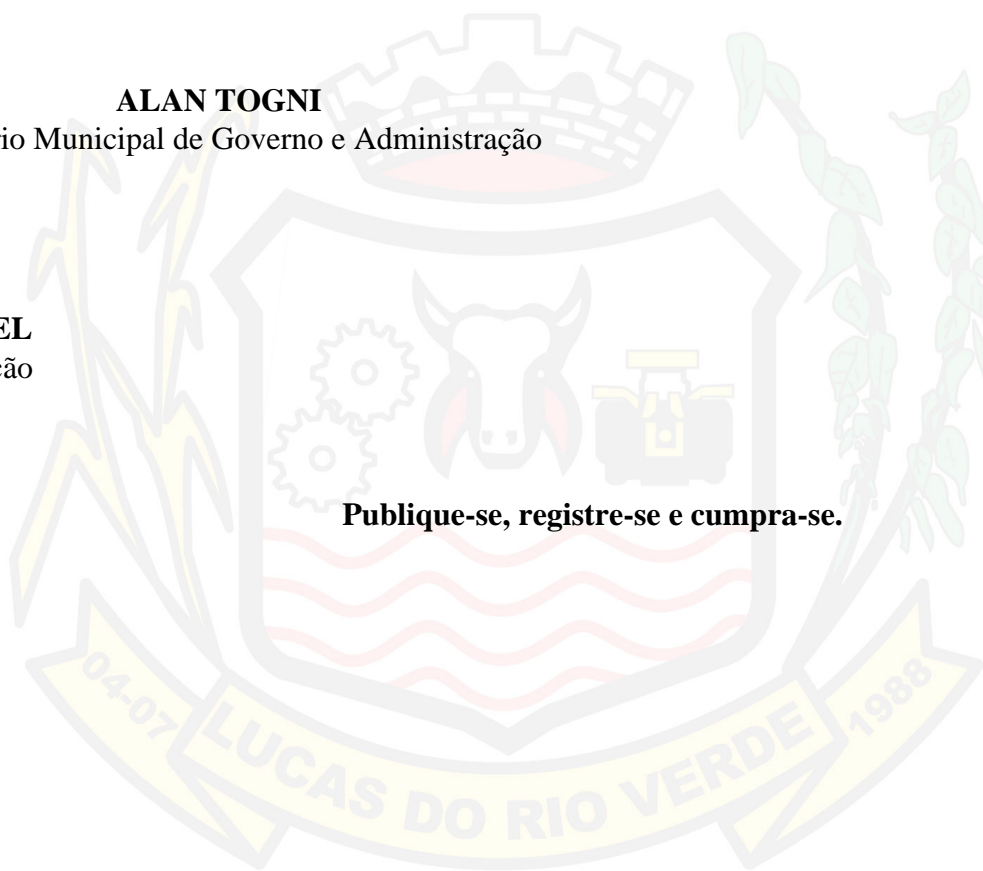 ALAN TOGNI
rio Municipal de Governo e Administração
EL
ção
Publique-se, registre-se e cumpra-se.
04-07 LUCAS DO RIO VERDE 1988